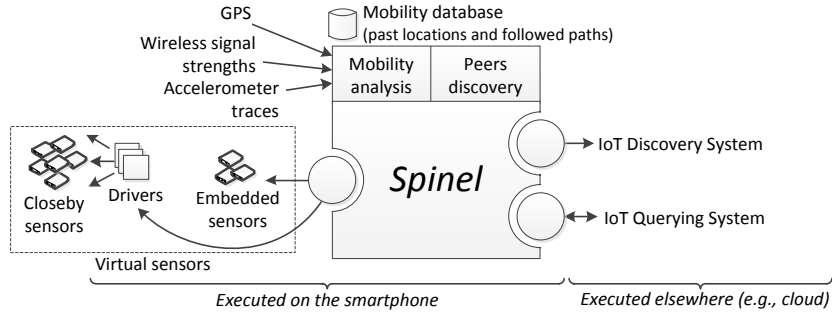 GPS
Mobility database
(past locations and followed paths)
Wireless signal
strengths
Accelerometer
traces
Mobility
analysis
Peers
discovery
Spinel
IoT Discovery System
IoT Querying System
Closeby
sensors
Drivers
Embedded
sensors
Virtual sensors
Executed on the smartphone
Executed elsewhere (e.g., cloud)